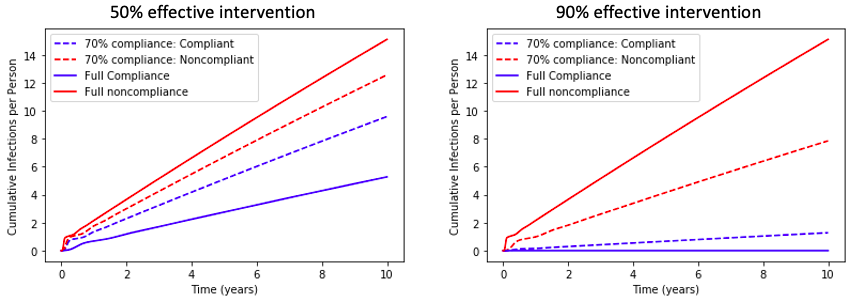 50% effective intervention
Cumulative Infections per Person
14
12
10
8
6
4
2
0
70% compliance: Compliant
70% compliance: Noncompliant
Full Compliance
Full noncompliance
0 2 4 6 8 10
Time (years)
90% effective intervention
Cumulative Infections per Person
14
12
10
8
6
4
2
0
70% compliance: Compliant
70% compliance: Noncompliant
Full Compliance
Full noncompliance
0 2 4 6 8 10
Time (years)